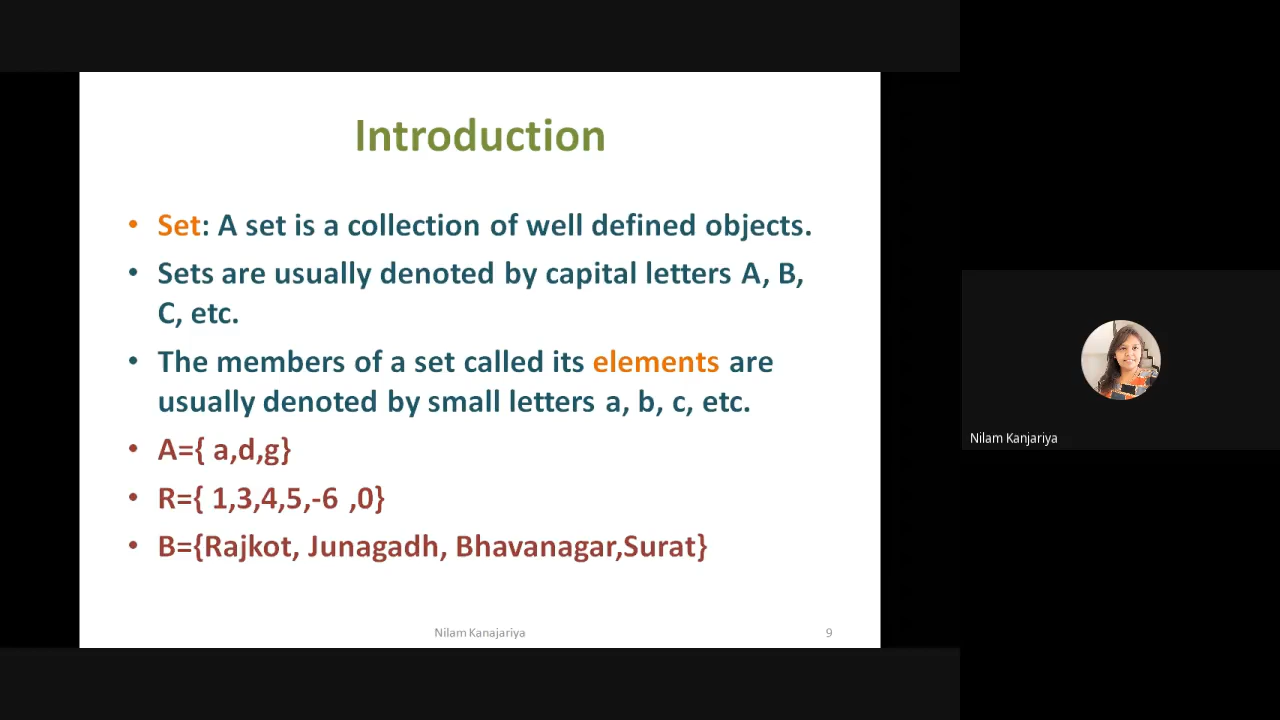 Introduction
• Set: A set is a collection of well defined objects.
• Sets are usually denoted by capital letters A, B,
C, etc.
• The members of a set called its elements are
usually denoted by small letters a, b, c, etc.
• A={ a,d,g}
• R={ 1,3,4,5,-6 ,0}
• B={Rajkot, Junagadh, Bhavanagar,Surat}
Nilam Kanajariya
9
Nilam Kanjariya